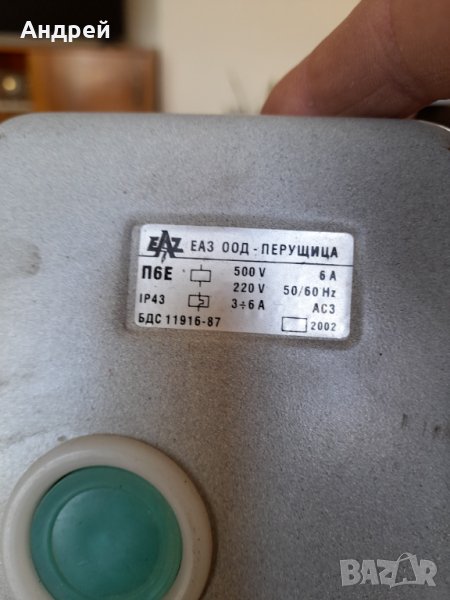 Андрей
EAZ ЕАЗ ООД - ПЕРУЩИЦА
П6Е 500 V 6 A
220 V 50/60 Hz
IP43 3÷6 A AC3
БДС 11916-87 2002
BAZAR